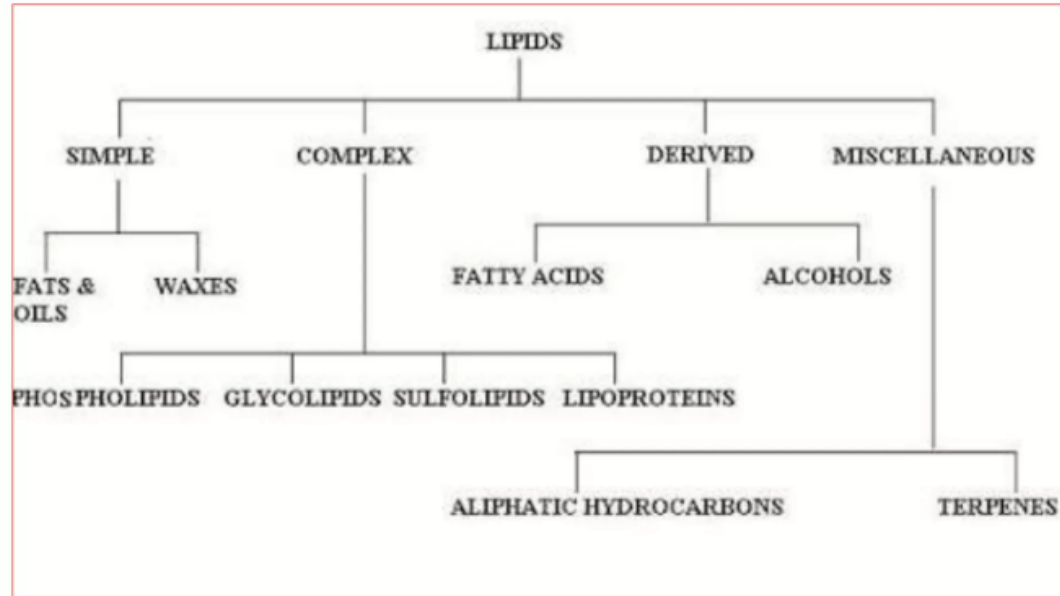 LIPIDS
SIMPLE COMPLEX DERIVED MISCELLANEOUS
FATS & WAXES FATTY ACIDS ALCOHOLS
OILS
PHOSPHOLIPIDS GLYCOLIPIDS SULFOLIPIDS LIPOPROTEINS
ALIPHATIC HYDROCARBONS TERPENES